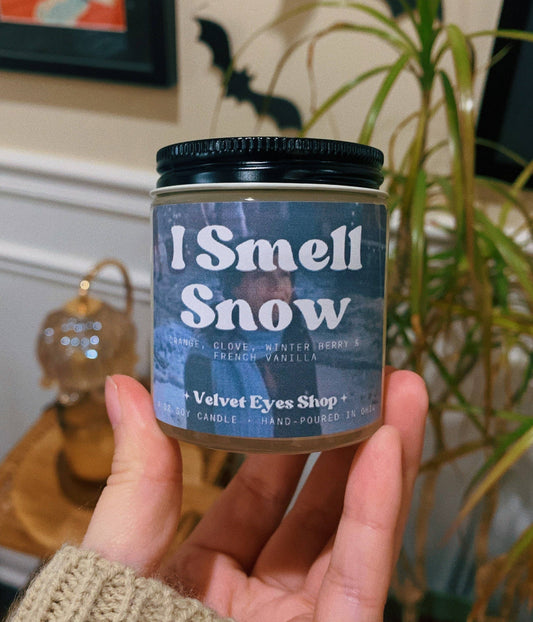 I Smell
Snow
ORANGE, CLOVE, WINTER BERRY &
FRENCH VANILLA
✦ Velvet Eyes Shop ✦
SOY CANDLE • HAND-POURED IN OHIO